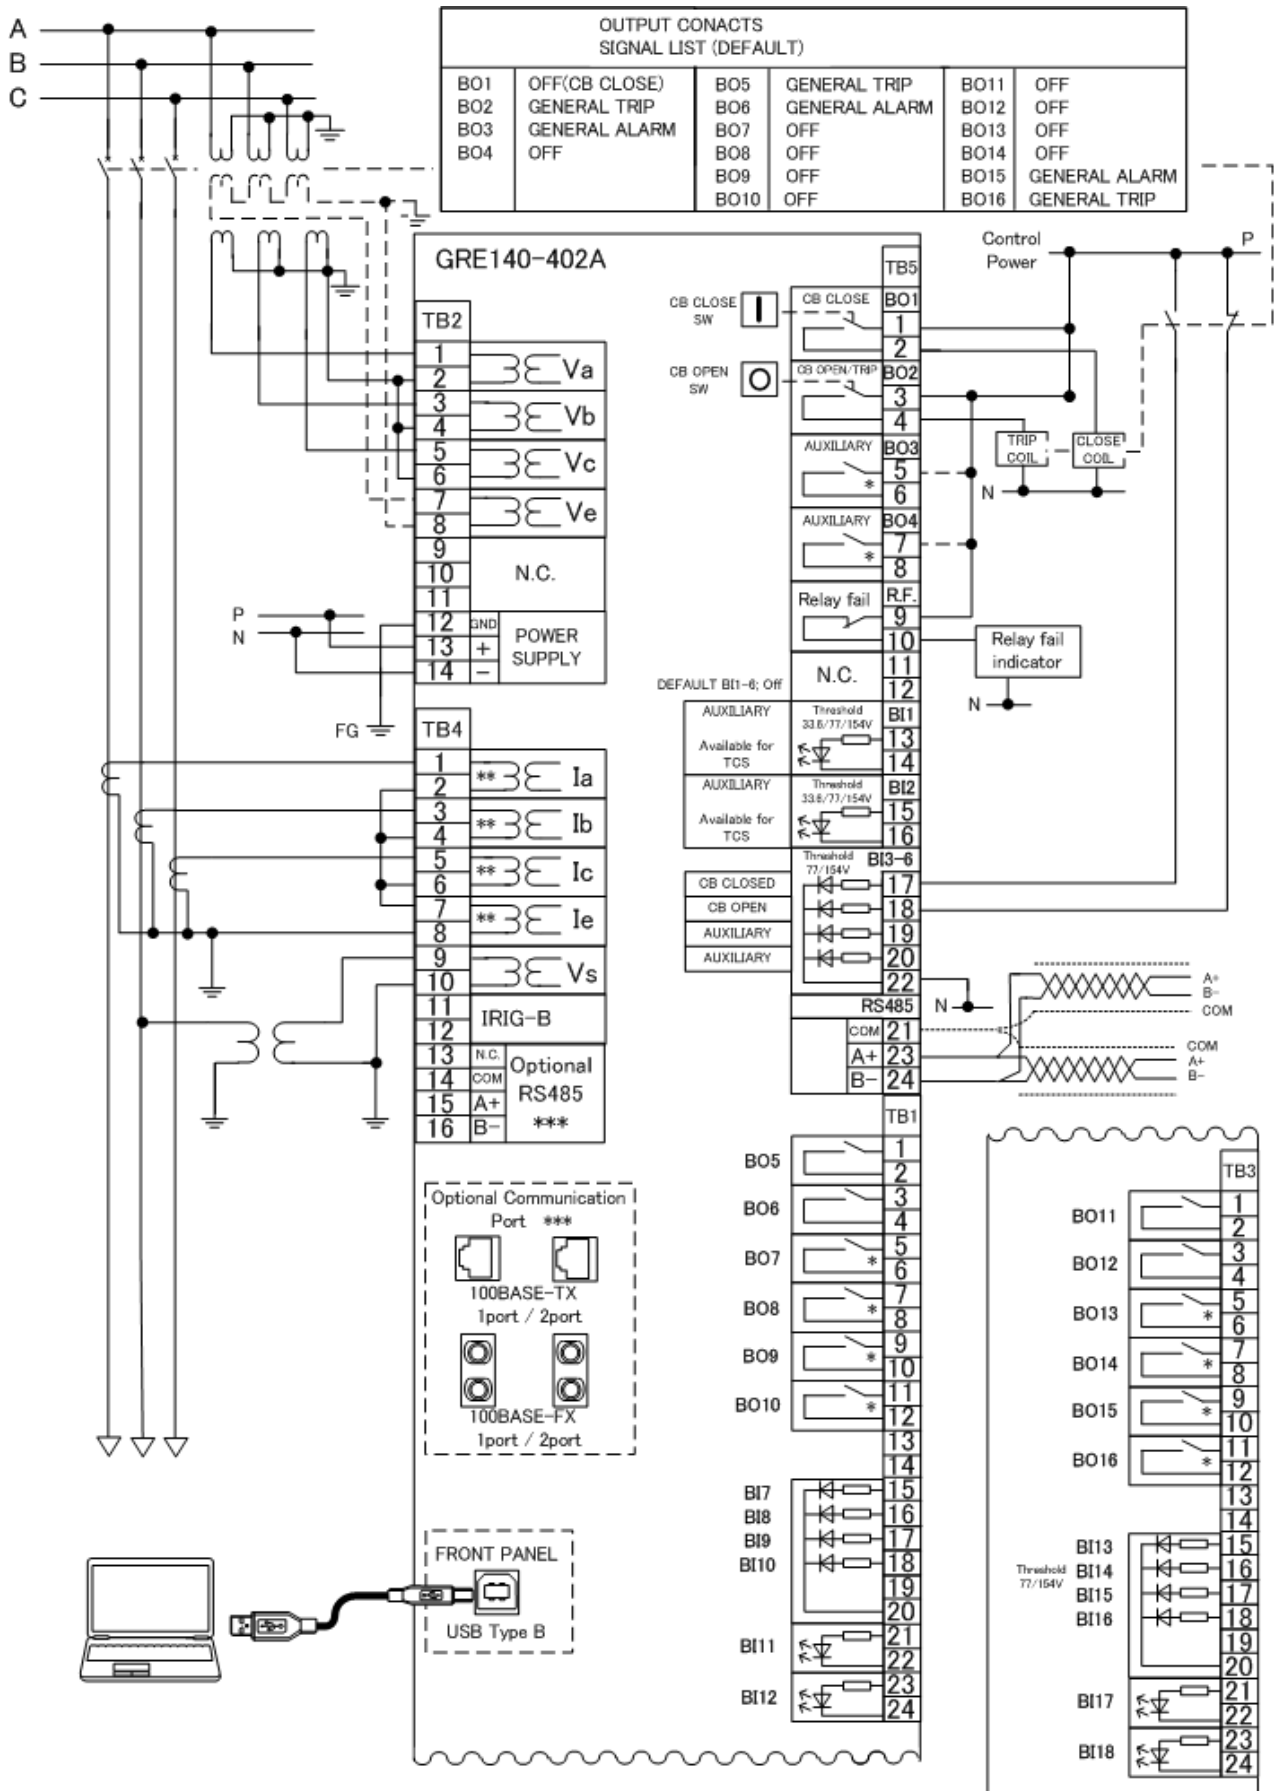 A
B
C
OUTPUT CONACTS
SIGNAL LIST (DEFAULT)
BO1 OFF(CB CLOSE) BO5 GENERAL TRIP BO11 OFF
BO2 GENERAL TRIP BO6 GENERAL ALARM BO12 OFF
BO3 GENERAL ALARM BO7 OFF BO13 OFF
BO4 OFF BO8 OFF BO14 OFF
BO9 OFF BO15 GENERAL ALARM
BO10 OFF BO16 GENERAL TRIP
GRE140-402A
TB2
1
2
Va
3
4
Vb
5
6
Vc
7
8
Ve
9
10
11
N.C.
P
N
12 GND
13 +
14 −
POWER
SUPPLY
FG
TB4
1
2
** Ia
3
4
** Ib
5
6
** Ic
7
8
** Ie
9
10
Vs
11
12
IRIG-B
13 N.C.
14 COM
15 A+
16 B-
Optional
RS485
***
Optional Communication
Port ***
100BASE-TX
1port / 2port
100BASE-FX
1port / 2port
FRONT PANEL
USB Type B
Control
Power
P
TB5
CB CLOSE
SW
CB CLOSE BO1
1
2
CB OPEN
SW
CB OPEN/TRIP BO2
3
4
TRIP
COIL
CLOSE
COIL
N
AUXILIARY BO3
5
* 6
AUXILIARY BO4
7
* 8
Relay fail R.F.
9
10
Relay fail
indicator
N
N.C. 11
12
DEFAULT BI1-6; Off
AUXILIARY
Available for
TCS
Threshold
33.6/77/154V
BI1
13
14
AUXILIARY
Available for
TCS
Threshold
33.6/77/154V
BI2
15
16
Threshold
77/154V
BI3-6
CB CLOSED 17
CB OPEN 18
AUXILIARY 19
AUXILIARY 20
22
N
RS485
COM 21
A+ 23
B- 24
A+
B-
COM
COM
A+
B-
TB1
BO5 1
2
BO6 3
4
BO7 5
* 6
BO8 7
* 8
BO9 9
* 10
BO10 11
* 12
13
14
BI7 15
BI8 16
BI9 17
BI10 18
19
20
BI11 21
22
BI12 23
24
TB3
BO11 1
2
BO12 3
4
BO13 5
* 6
BO14 7
* 8
BO15 9
* 10
BO16 11
* 12
13
14
Threshold
77/154V
BI13 15
BI14 16
BI15 17
BI16 18
19
20
BI17 21
22
BI18 23
24